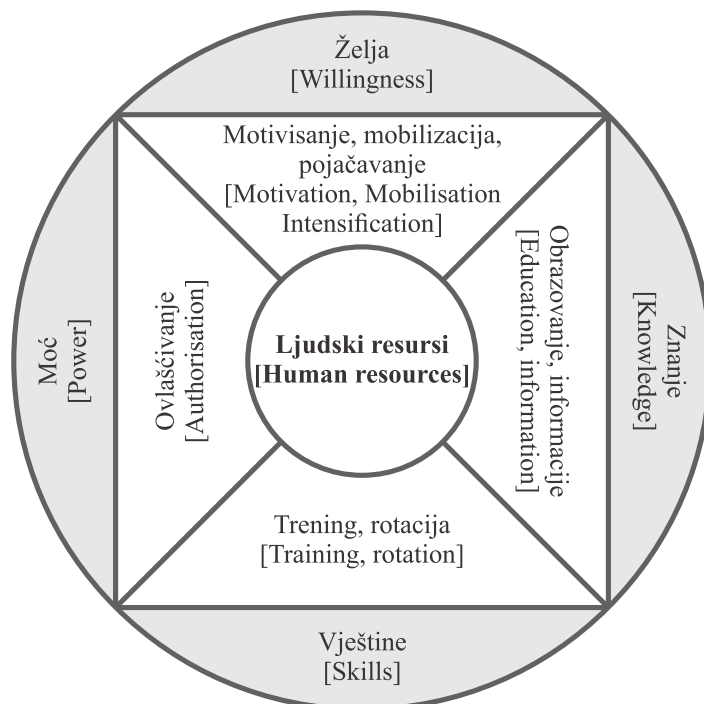 Želja
[Willingness]
Motivisanje, mobilizacija,
pojačavanje
[Motivation, Mobilisation
Intensification]
Moć
[Power]
Ovlašćivanje
[Authorisation]
Ljudski resursi
[Human resources]
Obrazovanje, informacije
[Education, information]
Znanje
[Knowledge]
Trening, rotacija
[Training, rotation]
Vještine
[Skills]